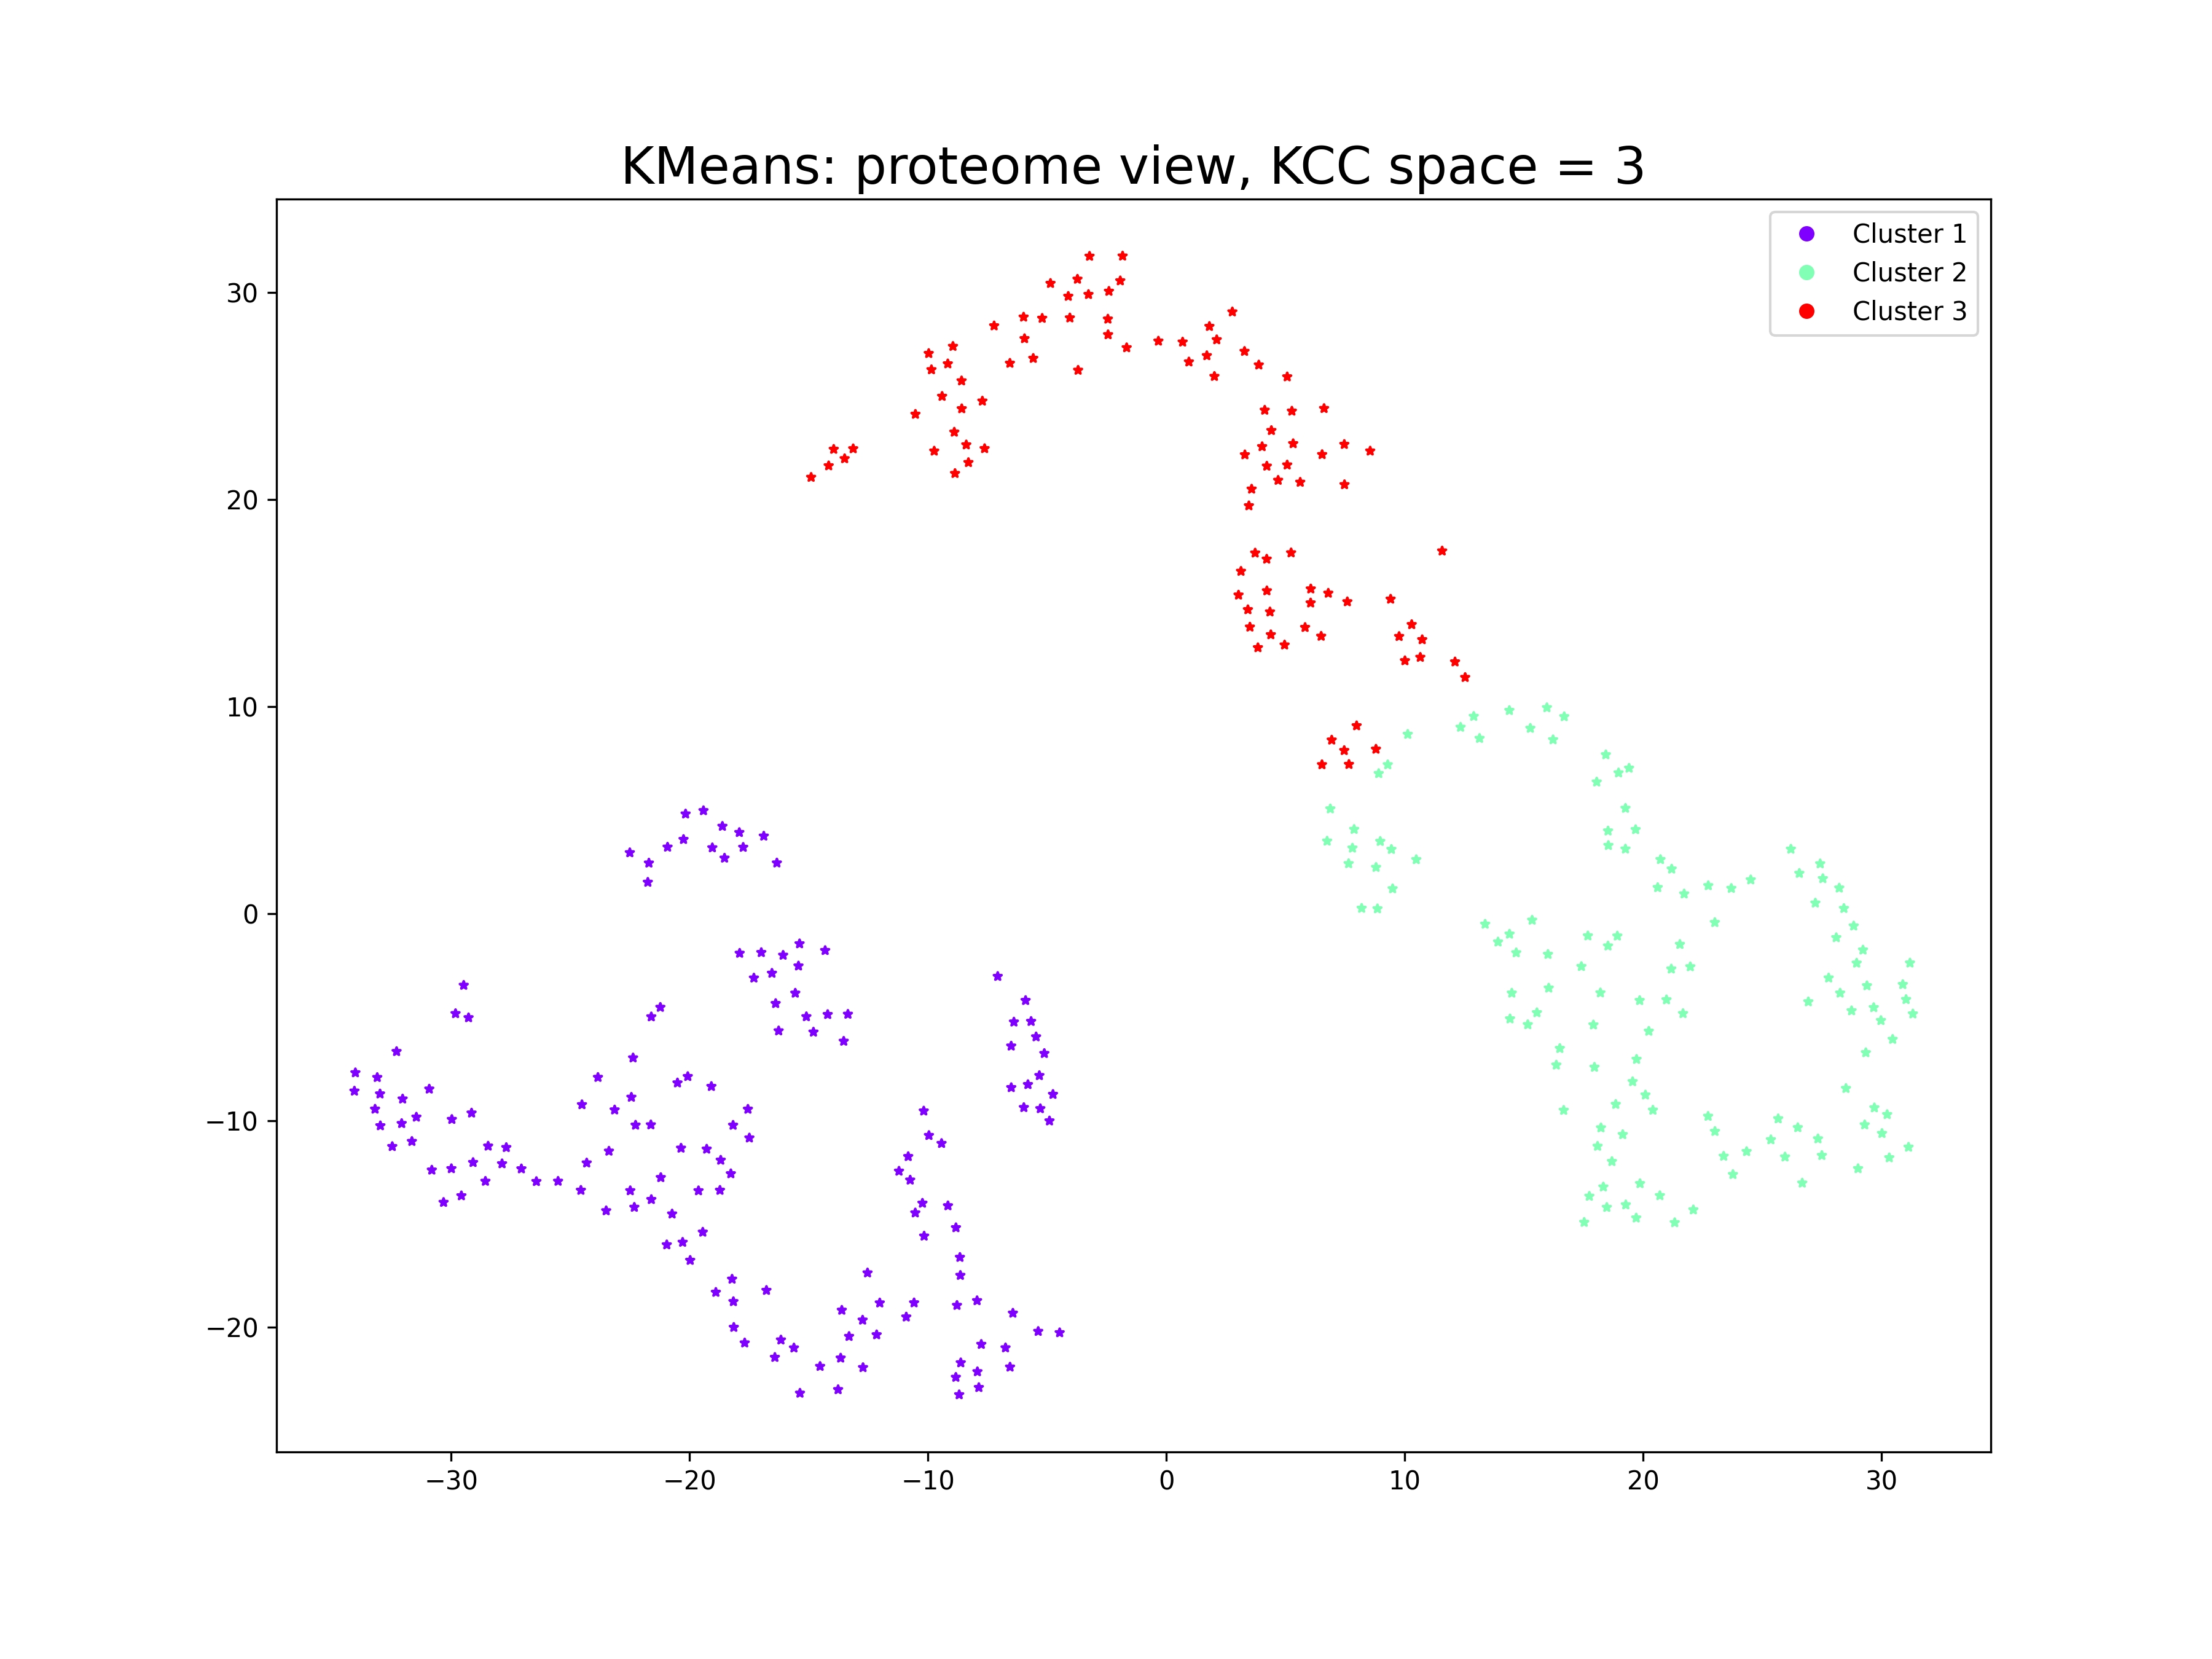 KMeans: proteome view, KCC space = 3
Cluster 1
Cluster 2
Cluster 3
30
20
10
0
−10
−20
−30 −20 −10 0 10 20 30